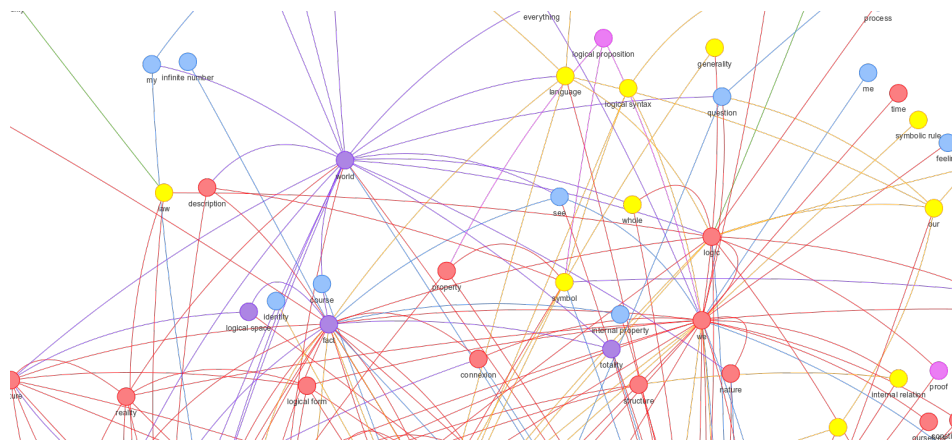 everything
process
logical proposition
generality
my
infinite number
language
logical syntax
question
me
time
symbolic rule
world
law
description
see
whole
our
logic
property
symbol
course
identity
logical space
fact
internal property
we
totality
connexion
reality
logical form
structure
nature
internal relation
proof